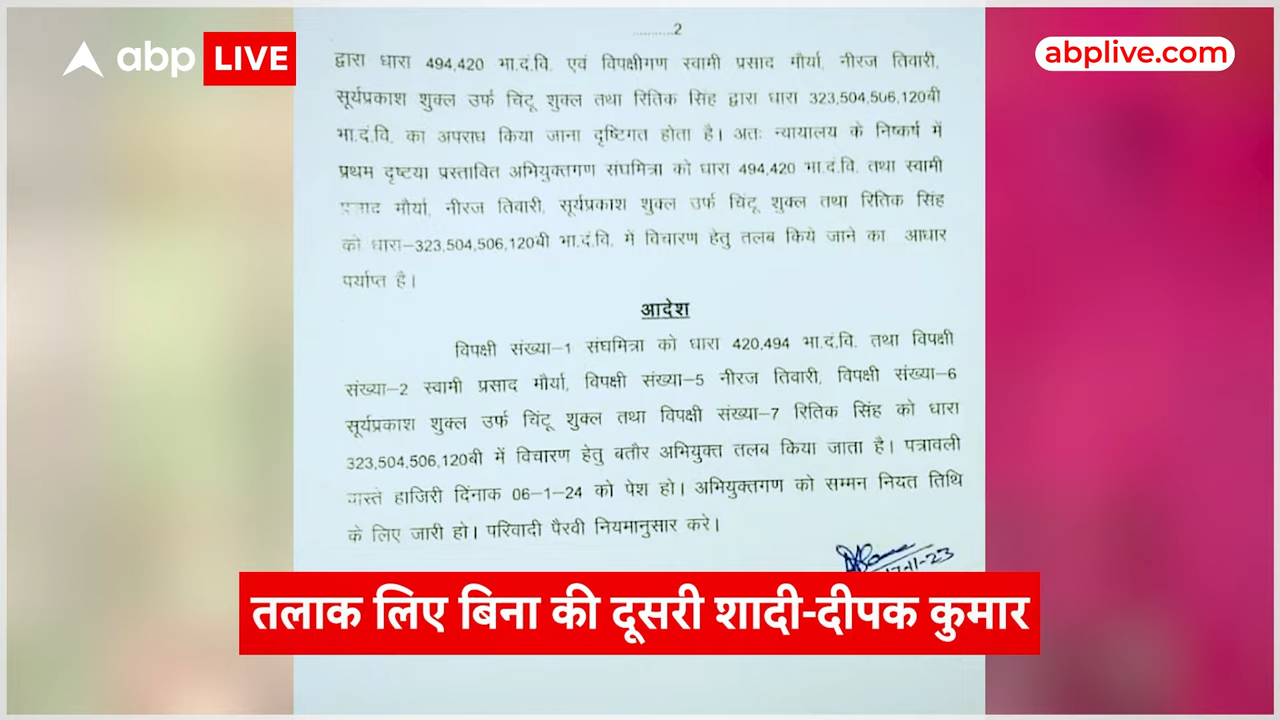 abp LIVE
abplive.com
..........2
द्वारा धारा 494,420 भा.दं.वि. एवं विपक्षीगण स्वामी प्रसाद मौर्या, नीरज तिवारी,
सूर्यप्रकाश शुक्ल उर्फ चिंटू शुक्ल तथा रितिक सिंह द्वारा धारा 323,504,506,120बी
भा.दं.वि. का अपराध किया जाना दृष्टिगत होता है। अतः न्यायालय के निष्कर्ष में
प्रथम दृष्टया प्रस्तावित अभियुक्तगण संघमित्रा को धारा 494,420 भा.दं.वि. तथा स्वामी
प्रसाद मौर्या, नीरज तिवारी, सूर्यप्रकाश शुक्ल उर्फ चिंटू शुक्ल तथा रितिक सिंह
को धारा–323,504,506,120बी भा.दं.वि. में विचारण हेतु तलब किये जाने का आधार
पर्याप्त है।
आदेश
विपक्षी संख्या–1 संघमित्रा को धारा 420,494 भा.दं.वि. तथा विपक्षी
संख्या–2 स्वामी प्रसाद मौर्या, विपक्षी संख्या–5 नीरज तिवारी, विपक्षी संख्या–6
सूर्यप्रकाश शुक्ल उर्फ चिंटू शुक्ल तथा विपक्षी संख्या–7 रितिक सिंह को धारा
323,504,506,120बी में विचारण हेतु बतौर अभियुक्त तलब किया जाता है। पत्रावली
वास्ते हाजिरी दिंनाक 06-1-24 को पेश हो। अभियुक्तगण को सम्मन नियत तिथि
के लिए जारी हो। परिवादी पैरवी नियमानुसार करे।
तलाक लिए बिना की दूसरी शादी-दीपक कुमार